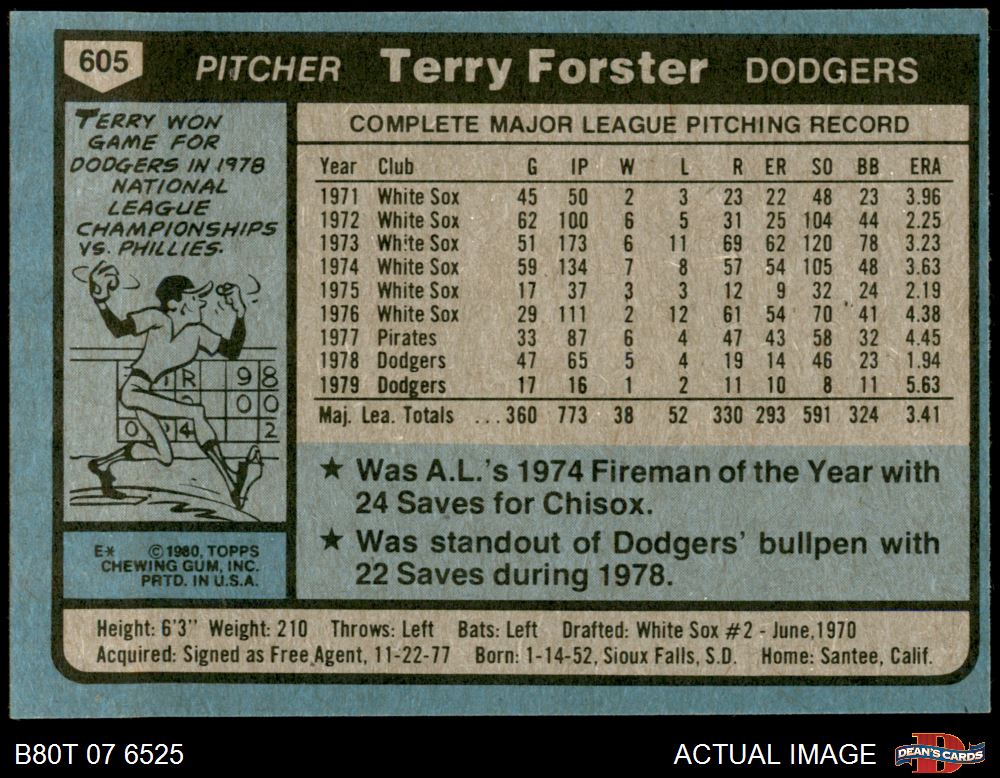 605 PITCHER Terry Forster DODGERS
TERRY WON
GAME FOR
DODGERS IN 1978
NATIONAL
LEAGUE
CHAMPIONSHIPS
VS. PHILLIES.
R 9 8
0 0
0 4 2
E* © 1980, TOPPS
CHEWING GUM, INC.
PRTD. IN U.S.A.
COMPLETE MAJOR LEAGUE PITCHING RECORD
Year Club G IP W L R ER SO BB ERA
1971 White Sox 45 50 2 3 23 22 48 23 3.96
1972 White Sox 62 100 6 5 31 25 104 44 2.25
1973 White Sox 51 173 6 11 69 62 120 78 3.23
1974 White Sox 59 134 7 8 57 54 105 48 3.63
1975 White Sox 17 37 3 3 12 9 32 24 2.19
1976 White Sox 29 111 2 12 61 54 70 41 4.38
1977 Pirates 33 87 6 4 47 43 58 32 4.45
1978 Dodgers 47 65 5 4 19 14 46 23 1.94
1979 Dodgers 17 16 1 2 11 10 8 11 5.63
Maj. Lea. Totals ...360 773 38 52 330 293 591 324 3.41
★ Was A.L.'s 1974 Fireman of the Year with
24 Saves for Chisox.
★ Was standout of Dodgers' bullpen with
22 Saves during 1978.
Height: 6'3" Weight: 210 Throws: Left Bats: Left Drafted: White Sox #2 - June, 1970
Acquired: Signed as Free Agent, 11-22-77 Born: 1-14-52, Sioux Falls, S.D. Home: Santee, Calif.
B80T 07 6525 ACTUAL IMAGE D DEAN'S CARDS